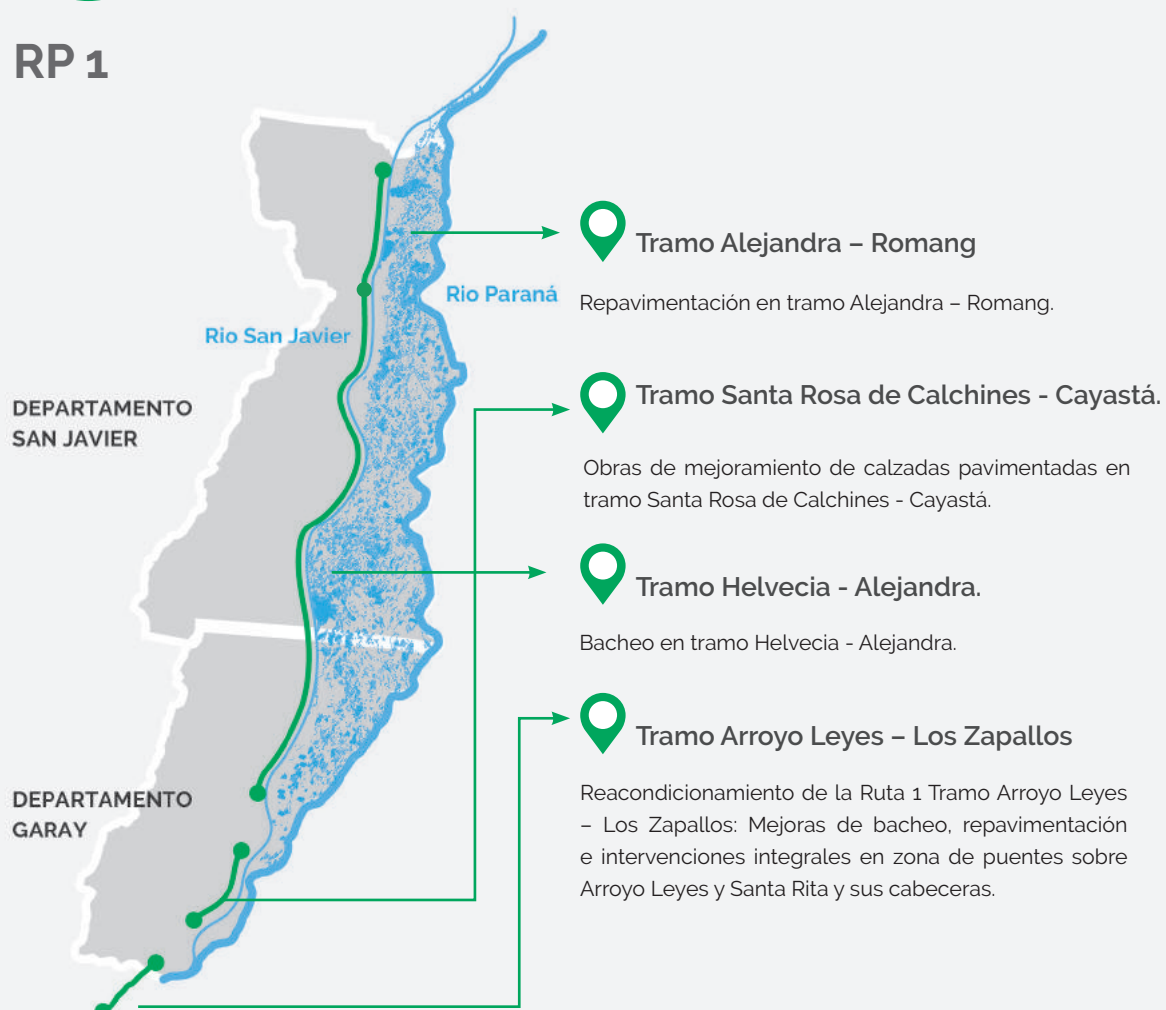 RP 1
Rio Paraná
Rio San Javier
DEPARTAMENTO
SAN JAVIER
DEPARTAMENTO
GARAY
Tramo Alejandra – Romang
Repavimentación en tramo Alejandra – Romang.
Tramo Santa Rosa de Calchines - Cayastá.
Obras de mejoramiento de calzadas pavimentadas en
tramo Santa Rosa de Calchines - Cayastá.
Tramo Helvecia - Alejandra.
Bacheo en tramo Helvecia - Alejandra.
Tramo Arroyo Leyes – Los Zapallos
Reacondicionamiento de la Ruta 1 Tramo Arroyo Leyes
– Los Zapallos: Mejoras de bacheo, repavimentación
e intervenciones integrales en zona de puentes sobre
Arroyo Leyes y Santa Rita y sus cabeceras.